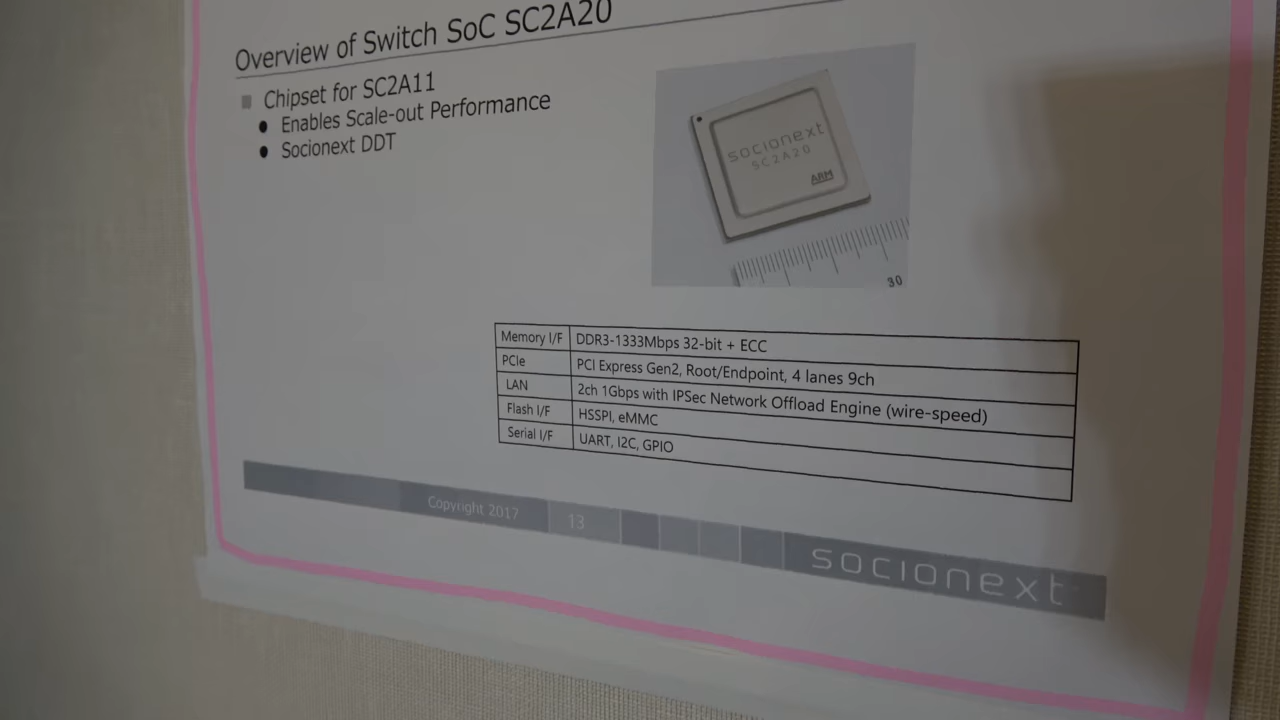 Overview of Switch SoC SC2A20
Chipset for SC2A11
Enables Scale-out Performance
Socionext DDT
socionext
SC2A20
ARM
30
Memory I/F DDR3-1333Mbps 32-bit + ECC
PCIe PCI Express Gen2, Root/Endpoint, 4 lanes 9ch
LAN 2ch 1Gbps with IPSec Network Offload Engine (wire-speed)
Flash I/F HSSPI, eMMC
Serial I/F UART, I2C, GPIO
Copyright 2017 13
socionext